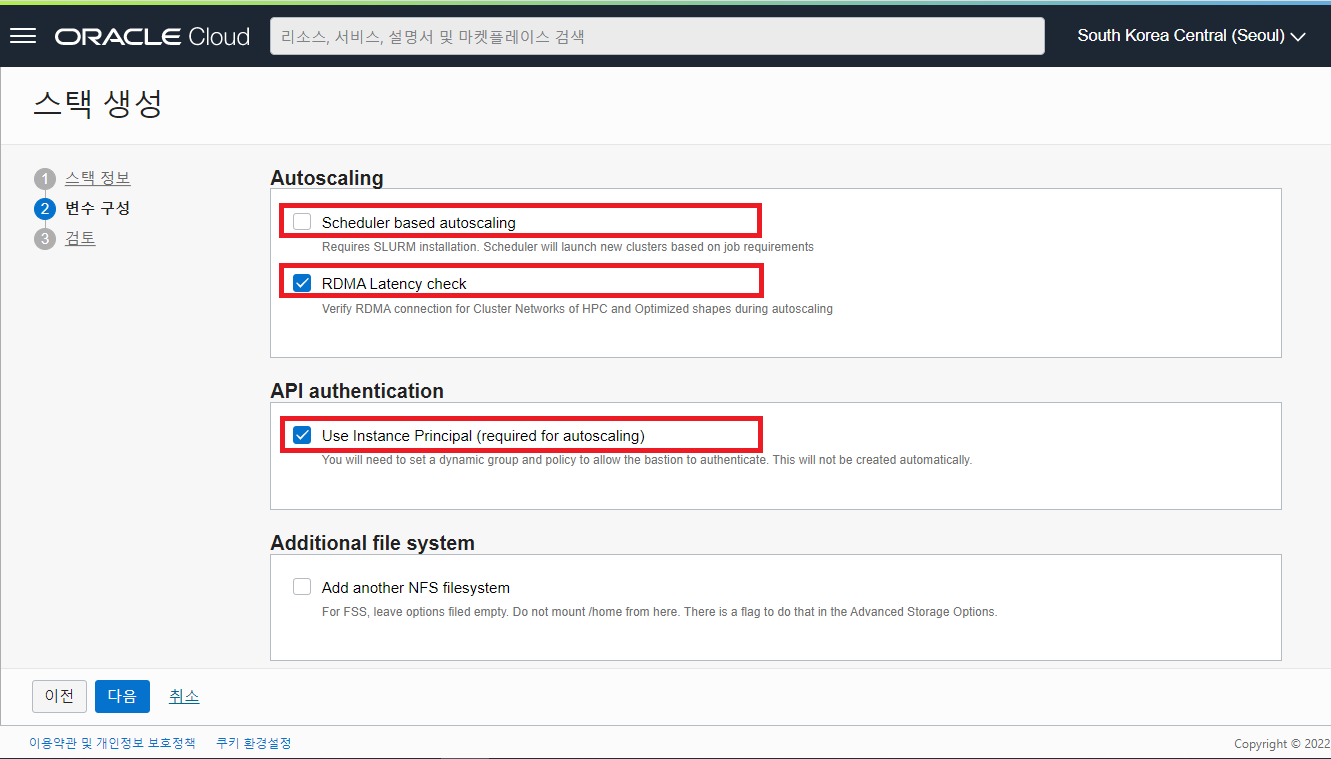 ORACLE Cloud
리소스, 서비스, 설명서 및 마켓플레이스 검색
South Korea Central (Seoul)
스택 생성
1 스택 정보
2 변수 구성
3 검토
Autoscaling
Scheduler based autoscaling
Requires SLURM installation. Scheduler will launch new clusters based on job requirements
RDMA Latency check
Verify RDMA connection for Cluster Networks of HPC and Optimized shapes during autoscaling
API authentication
Use Instance Principal (required for autoscaling)
You will need to set a dynamic group and policy to allow the bastion to authenticate. This will not be created automatically.
Additional file system
Add another NFS filesystem
For FSS, leave options filed empty. Do not mount /home from here. There is a flag to do that in the Advanced Storage Options.
이전 다음 취소
이용약관 및 개인정보 보호정책 쿠키 환경설정
Copyright © 2022